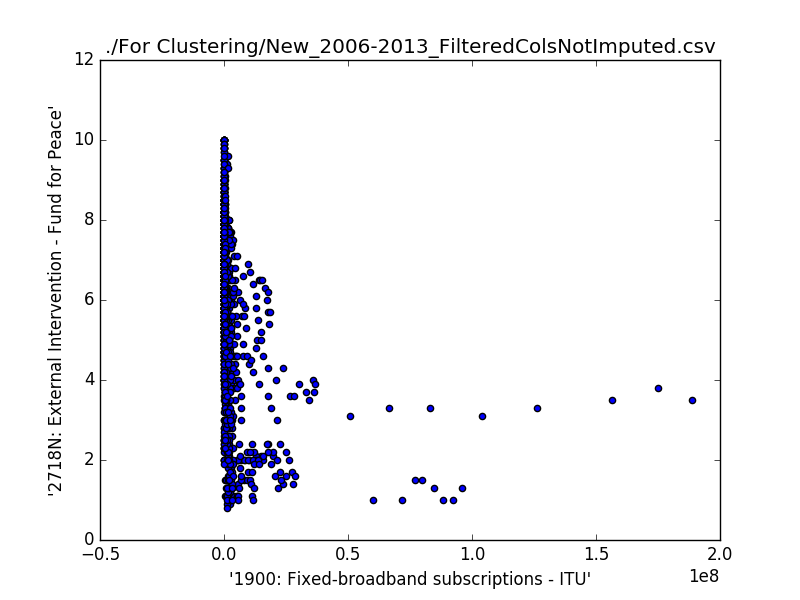 ./For Clustering/New_2006-2013_FilteredColsNotImputed.csv
'2718N: External Intervention - Fund for Peace'
12
10
8
6
4
2
0
−0.5 0.0 0.5 1.0 1.5 2.0
1e8
'1900: Fixed-broadband subscriptions - ITU'